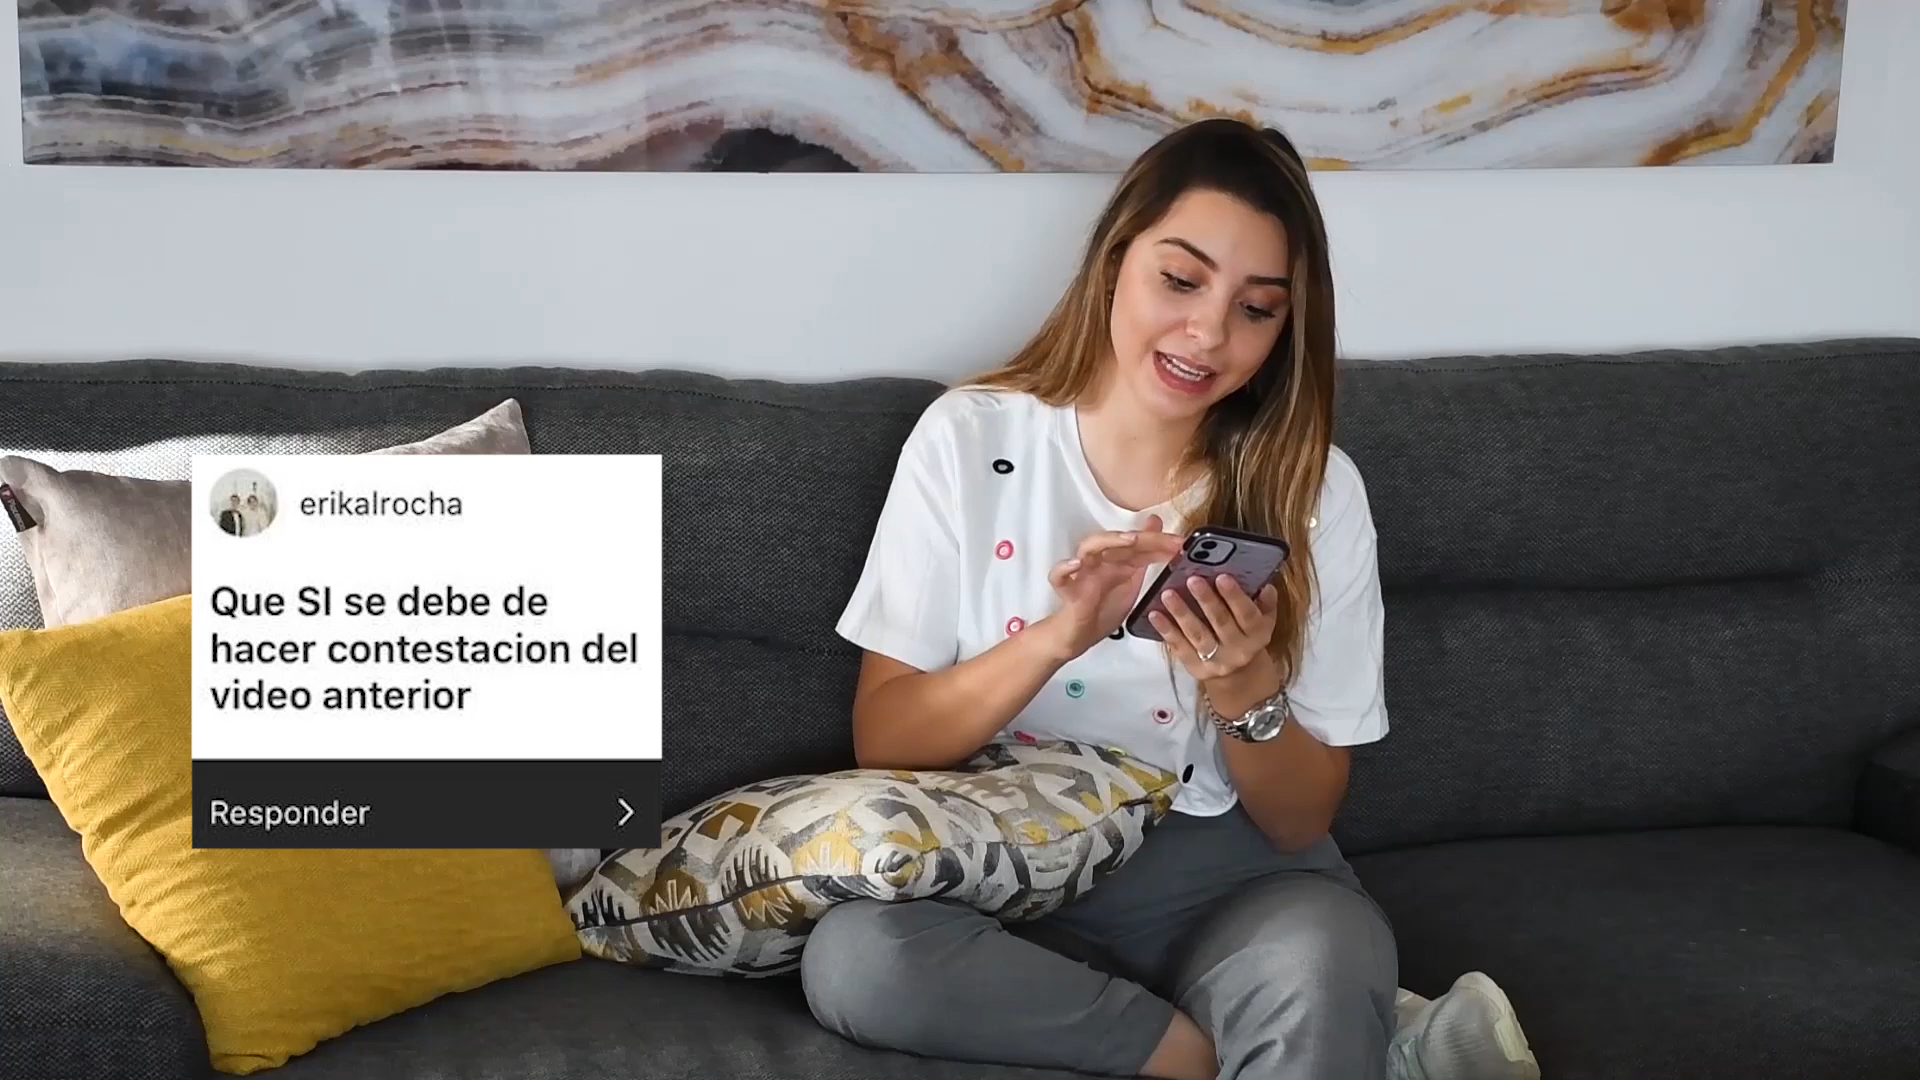 erikalrocha
Que SI se debe de
hacer contestacion del
video anterior
Responder